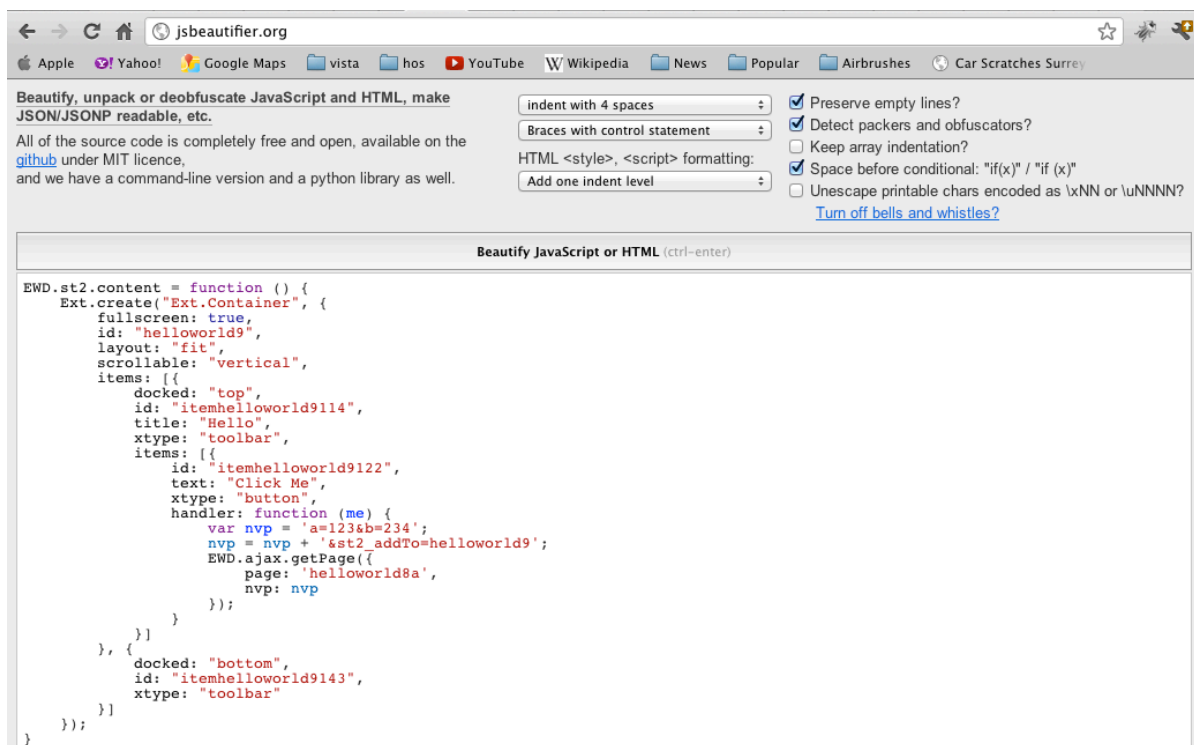 jsbeautifier.org
Apple Yahoo! Google Maps vista hos YouTube Wikipedia News Popular Airbrushes Car Scratches Surrey
Beautify, unpack or deobfuscate JavaScript and HTML, make
JSON/JSONP readable, etc.
All of the source code is completely free and open, available on the
github under MIT licence,
and we have a command-line version and a python library as well.
indent with 4 spaces
Braces with control statement
HTML <style>, <script> formatting:
Add one indent level
Preserve empty lines?
Detect packers and obfuscators?
Keep array indentation?
Space before conditional: "if(x)" / "if (x)"
Unescape printable chars encoded as \xNN or \uNNNN?
Turn off bells and whistles?
Beautify JavaScript or HTML (ctrl-enter)
EWD.st2.content = function () {
    Ext.create("Ext.Container", {
        fullscreen: true,
        id: "helloworld9",
        layout: "fit",
        scrollable: "vertical",
        items: [{
            docked: "top",
            id: "itemhelloworld9114",
            title: "Hello",
            xtype: "toolbar",
            items: [{
                id: "itemhelloworld9122",
                text: "Click Me",
                xtype: "button",
                handler: function (me) {
                    var nvp = 'a=123&b=234';
                    nvp = nvp + '&st2_addTo=helloworld9';
                    EWD.ajax.getPage({
                        page: 'helloworld8a',
                        nvp: nvp
                    });
                }
            }]
        }, {
            docked: "bottom",
            id: "itemhelloworld9143",
            xtype: "toolbar"
        }]
    });
}